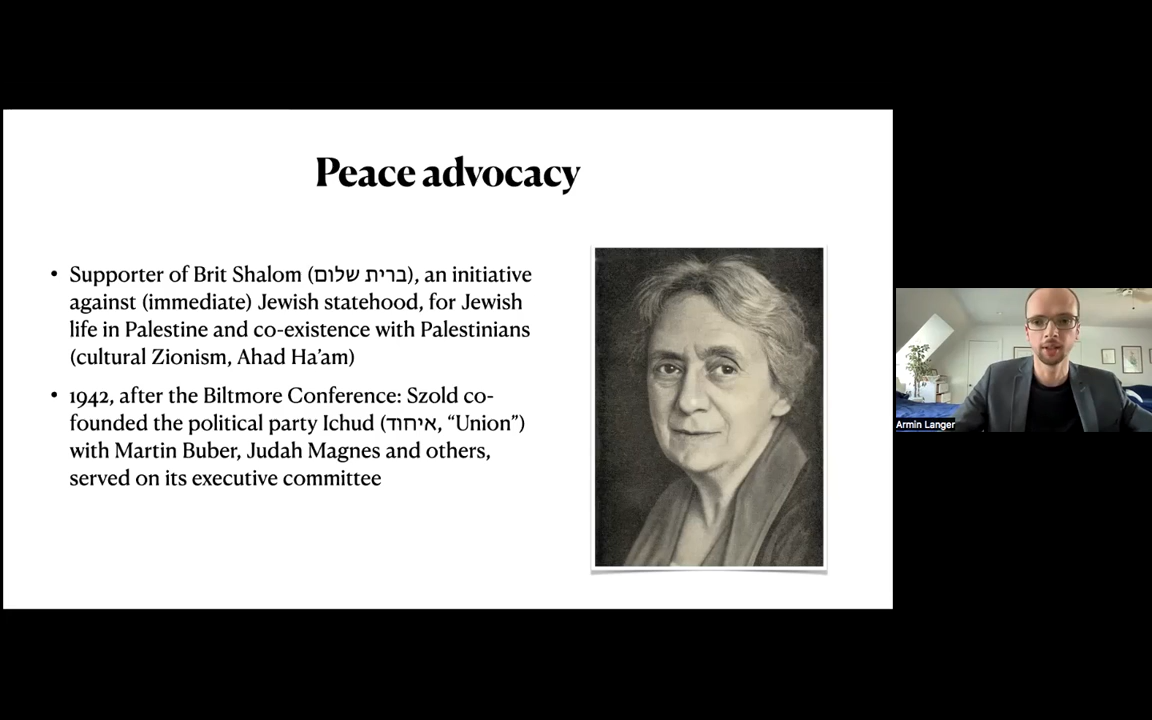 Peace advocacy
• Supporter of Brit Shalom (ברית שלום), an initiative
against (immediate) Jewish statehood, for Jewish
life in Palestine and co-existence with Palestinians
(cultural Zionism, Ahad Ha’am)
• 1942, after the Biltmore Conference: Szold co-
founded the political party Ichud (איחוד, “Union”)
with Martin Buber, Judah Magnes and others,
served on its executive committee
Armin Langer